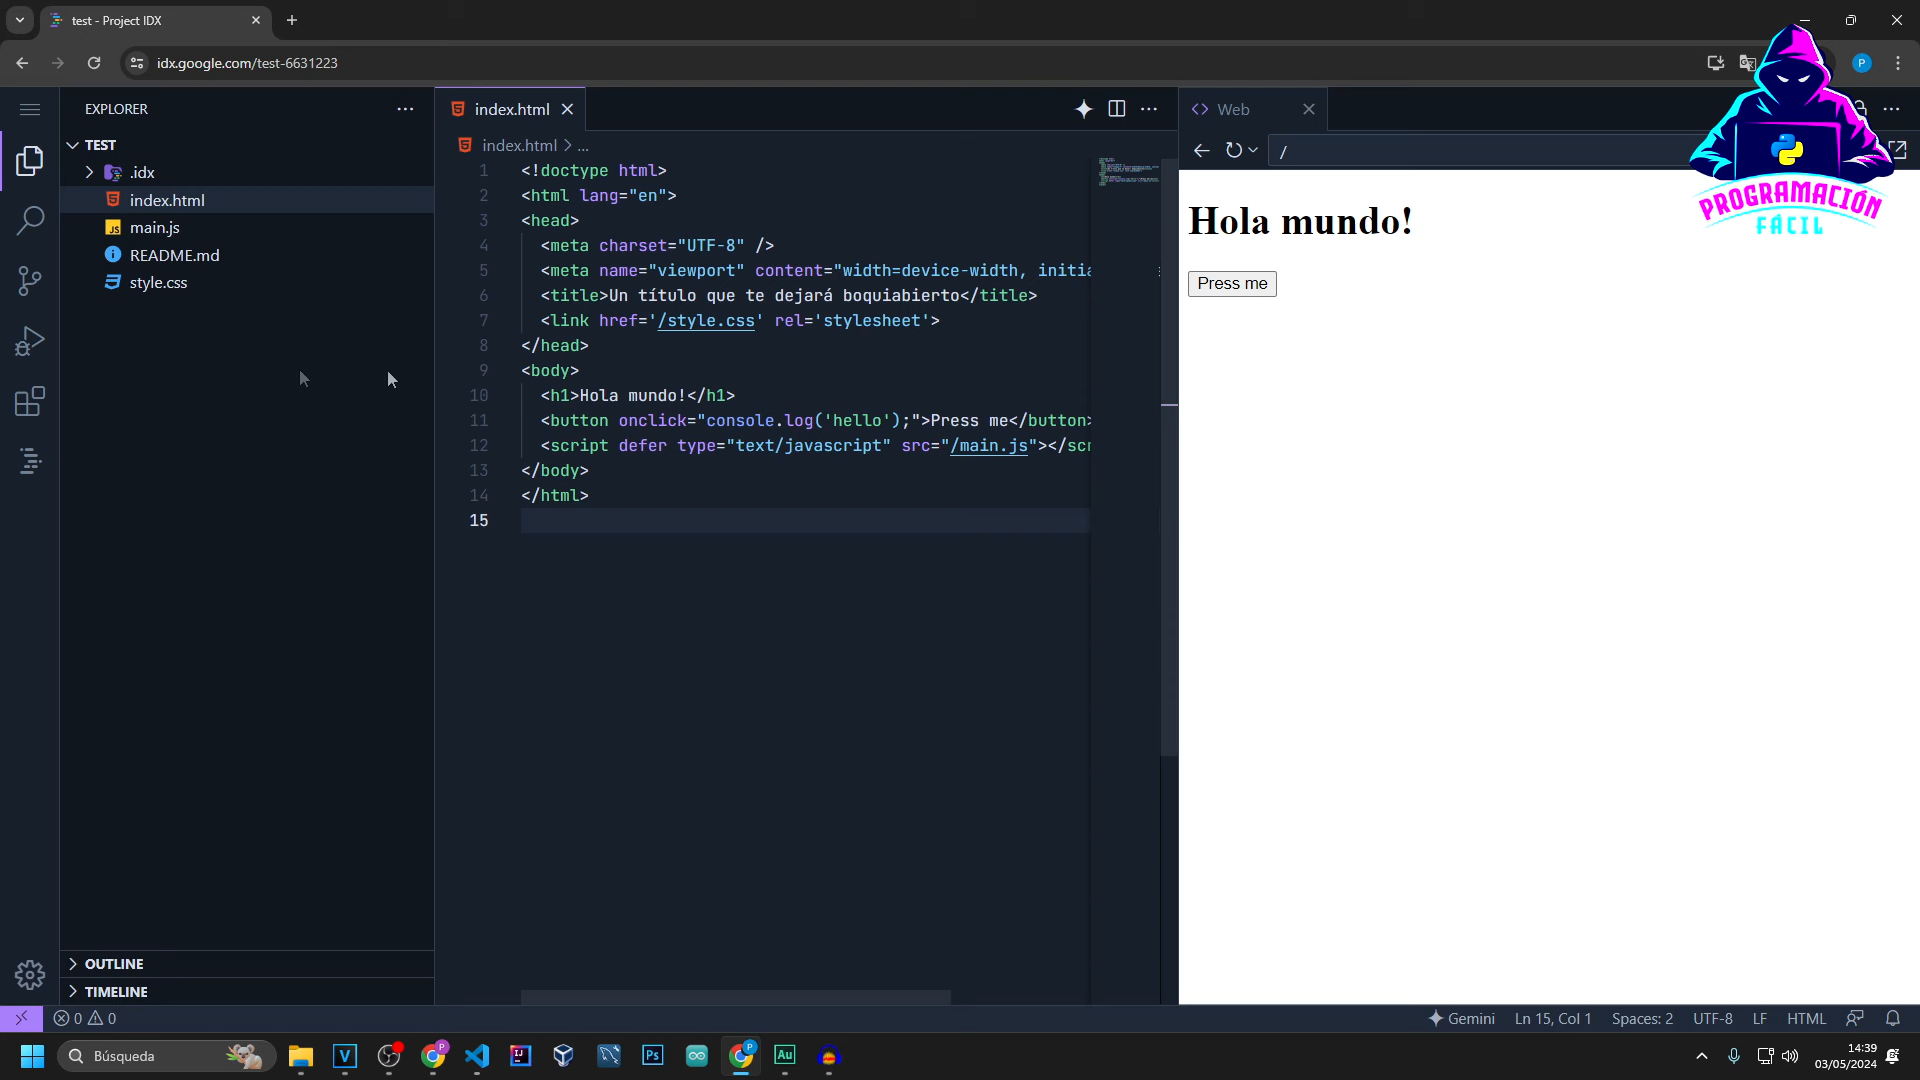 test - Project IDX
idx.google.com/test-6631223
P
EXPLORER
TEST
.idx
index.html
main.js
README.md
style.css
OUTLINE
TIMELINE
index.html
index.html > ...
1 <!doctype html>
2 <html lang="en">
3 <head>
4 <meta charset="UTF-8" />
5 <meta name="viewport" content="width=device-width, initia
6 <title>Un título que te dejará boquiabierto</title>
7 <link href='/style.css' rel='stylesheet'>
8 </head>
9 <body>
10 <h1>Hola mundo!</h1>
11 <button onclick="console.log('hello');">Press me</button>
12 <script defer type="text/javascript" src="/main.js"></scr
13 </body>
14 </html>
15
Web
/
Hola mundo!
Press me
PROGRAMACIÓN
FÁCIL
0 0
Gemini
Ln 15, Col 1
Spaces: 2
UTF-8
LF
HTML
Búsqueda
14:39
03/05/2024